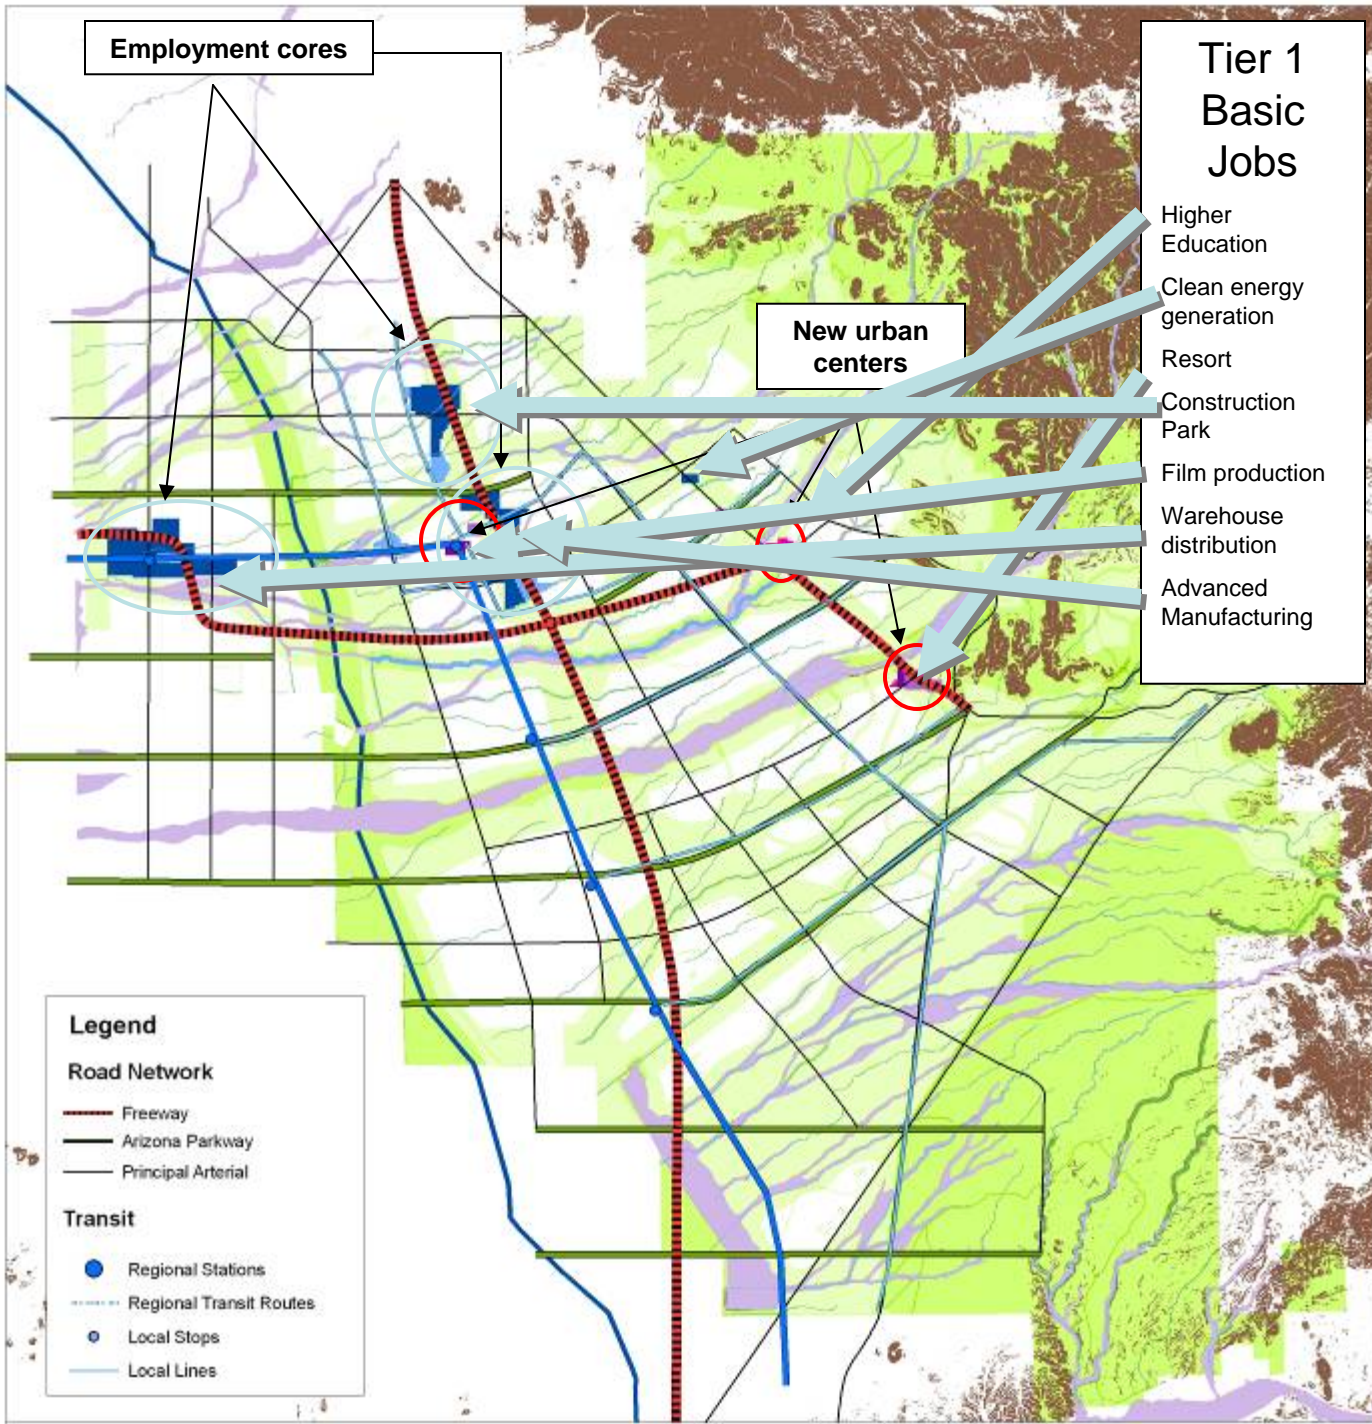 Employment cores
Tier 1
Basic
Jobs
Higher
Education
Clean energy
generation
Resort
Construction
Park
Film production
Warehouse
distribution
Advanced
Manufacturing
New urban
centers
Legend
Road Network
Freeway
Arizona Parkway
Principal Arterial
Transit
Regional Stations
Regional Transit Routes
Local Stops
Local Lines